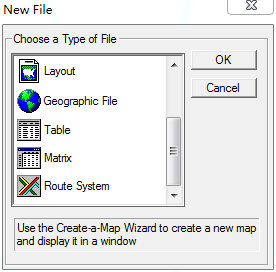 New File
Choose a Type of File
Layout
Geographic File
Table
Matrix
Route System
OK
Cancel
Use the Create-a-Map Wizard to create a new map
and display it in a window